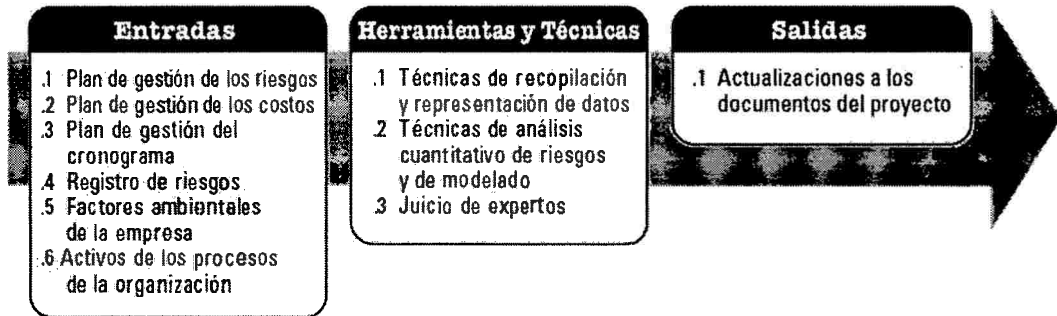 Entradas
.1 Plan de gestión de los riesgos
.2 Plan de gestión de los costos
.3 Plan de gestión del
cronograma
.4 Registro de riesgos
.5 Factores ambientales
de la empresa
.6 Activos de los procesos
de la organización
Herramientas y Técnicas
.1 Técnicas de recopilación
y representación de datos
.2 Técnicas de análisis
cuantitativo de riesgos
y de modelado
.3 Juicio de expertos
Salidas
.1 Actualizaciones a los
documentos del proyecto